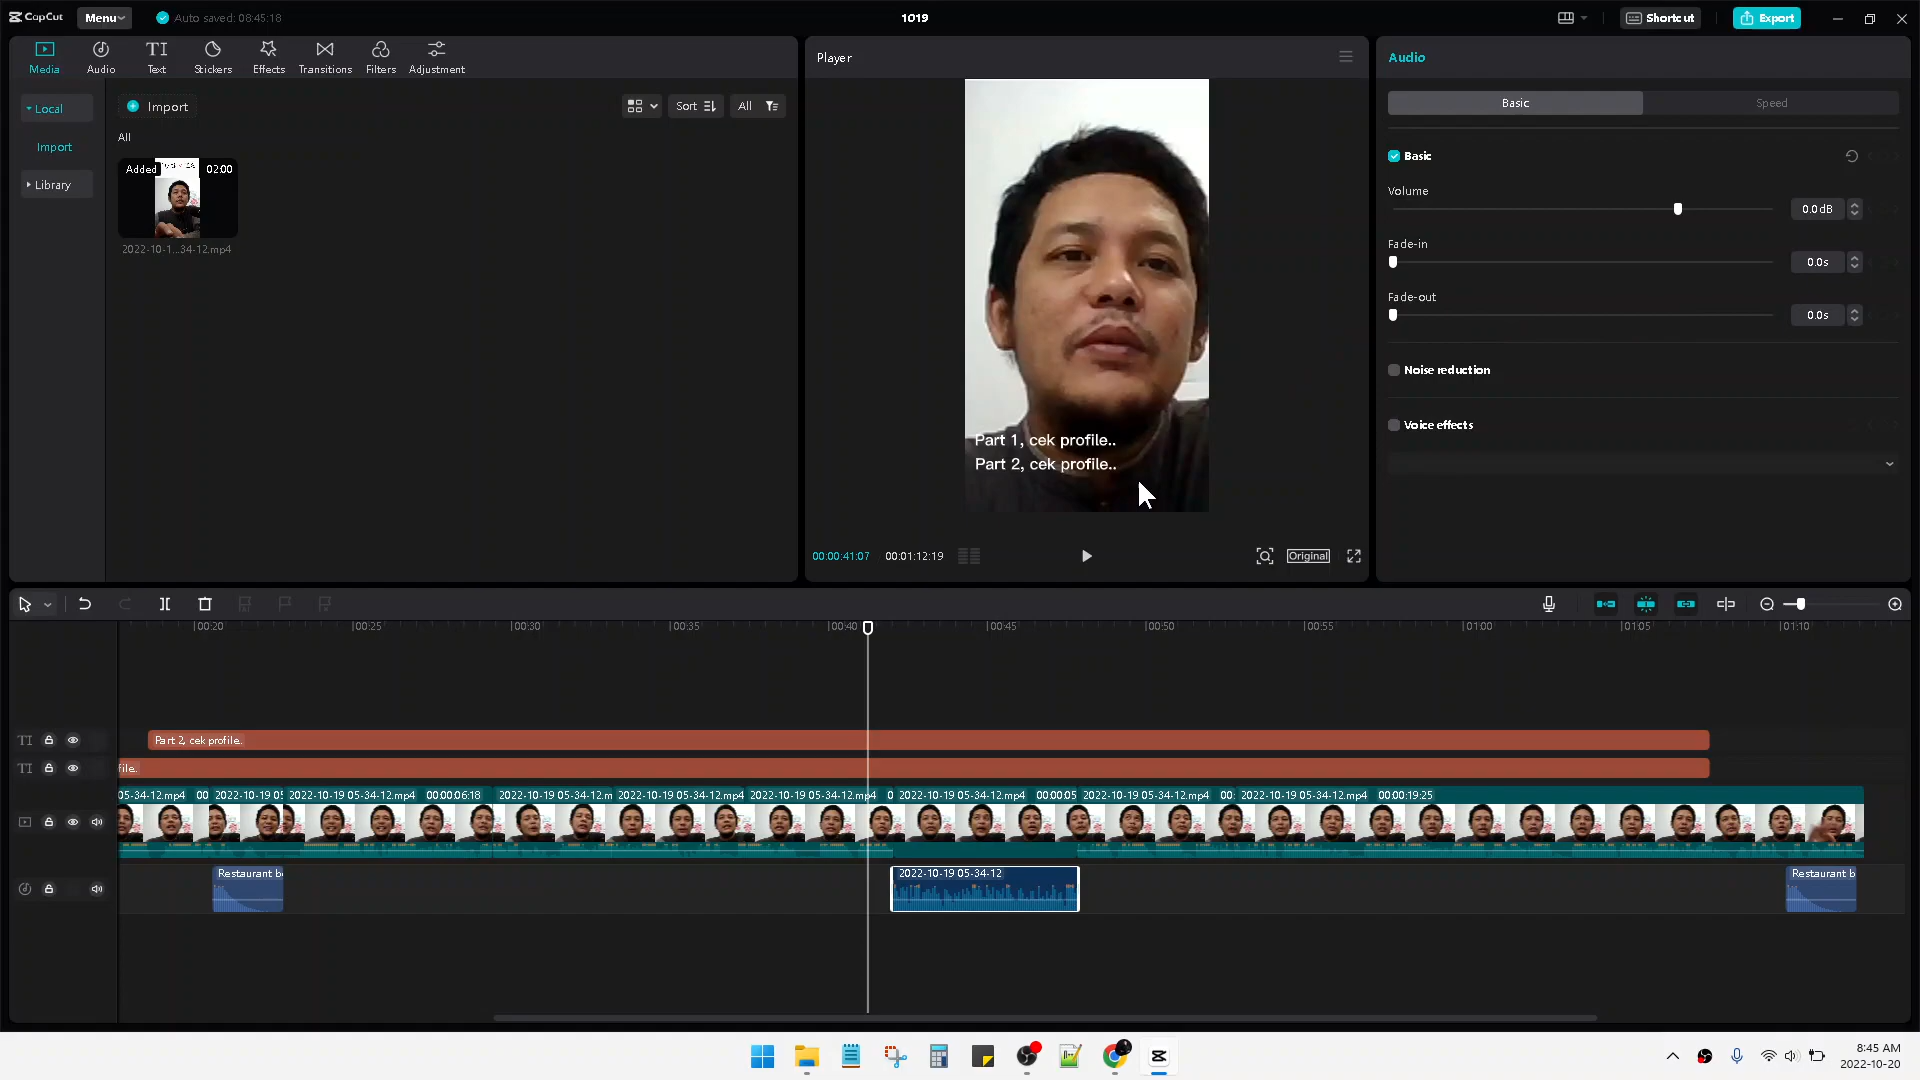 CapCut
Menu
Auto saved: 08:45:18
1019
Shortcut
Export
Media
Audio
Text
Stickers
Effects
Transitions
Filters
Adjustment
Local
Import
Library
Import
Sort
All
All
Added
02:00
2022-10-1...34-12.mp4
Player
Part 1, cek profile..
Part 2, cek profile..
00:00:41:07
00:01:12:19
Original
Audio
Basic
Speed
Basic
Volume
0.0dB
Fade-in
0.0s
Fade-out
0.0s
Noise reduction
Voice effects
00:20
00:25
00:30
00:35
00:40
00:45
00:50
00:55
01:00
01:05
01:10
TI
Part 2, cek profile.
TI
file.
05-34-12.mp4 00 2022-10-19 05 2022-10-19 05-34-12.mp4 00:00:06:18 2022-10-19 05-34-12.m 2022-10-19 05-34-12.mp4 2022-10-19 05-34-12.mp4 0 2022-10-19 05-34-12.mp4 00:00:05 2022-10-19 05-34-12.mp4 00: 2022-10-19 05-34-12.mp4 00:00:19:25
Restaurant b
2022-10-19 05-34-12
Restaurant b
8:45 AM
2022-10-20